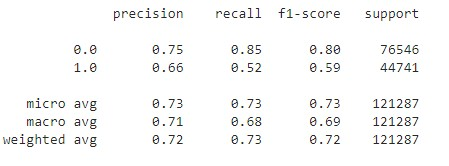 precision recall f1-score support
0.0 0.75 0.85 0.80 76546
1.0 0.66 0.52 0.59 44741
micro avg 0.73 0.73 0.73 121287
macro avg 0.71 0.68 0.69 121287
weighted avg 0.72 0.73 0.72 121287